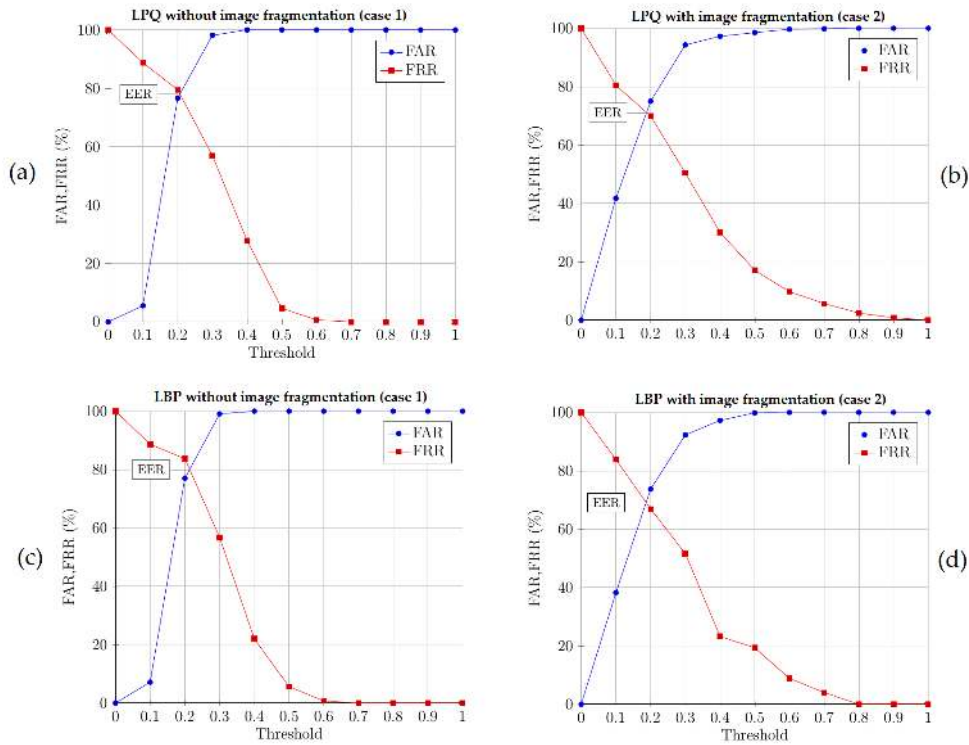 LPQ without image fragmentation (case 1)
100
80
60
40
20
0
FAR,FRR (%)
FAR
FRR
EER
0 0.1 0.2 0.3 0.4 0.5 0.6 0.7 0.8 0.9 1
Threshold
(a)
LPQ with image fragmentation (case 2)
100
80
60
40
20
0
FAR,FRR (%)
FAR
FRR
EER
0 0.1 0.2 0.3 0.4 0.5 0.6 0.7 0.8 0.9 1
Threshold
(b)
LBP without image fragmentation (case 1)
100
80
60
40
20
0
FAR,FRR (%)
FAR
FRR
EER
0 0.1 0.2 0.3 0.4 0.5 0.6 0.7 0.8 0.9 1
Threshold
(c)
LBP with image fragmentation (case 2)
100
80
60
40
20
0
FAR,FRR (%)
FAR
FRR
EER
0 0.1 0.2 0.3 0.4 0.5 0.6 0.7 0.8 0.9 1
Threshold
(d)